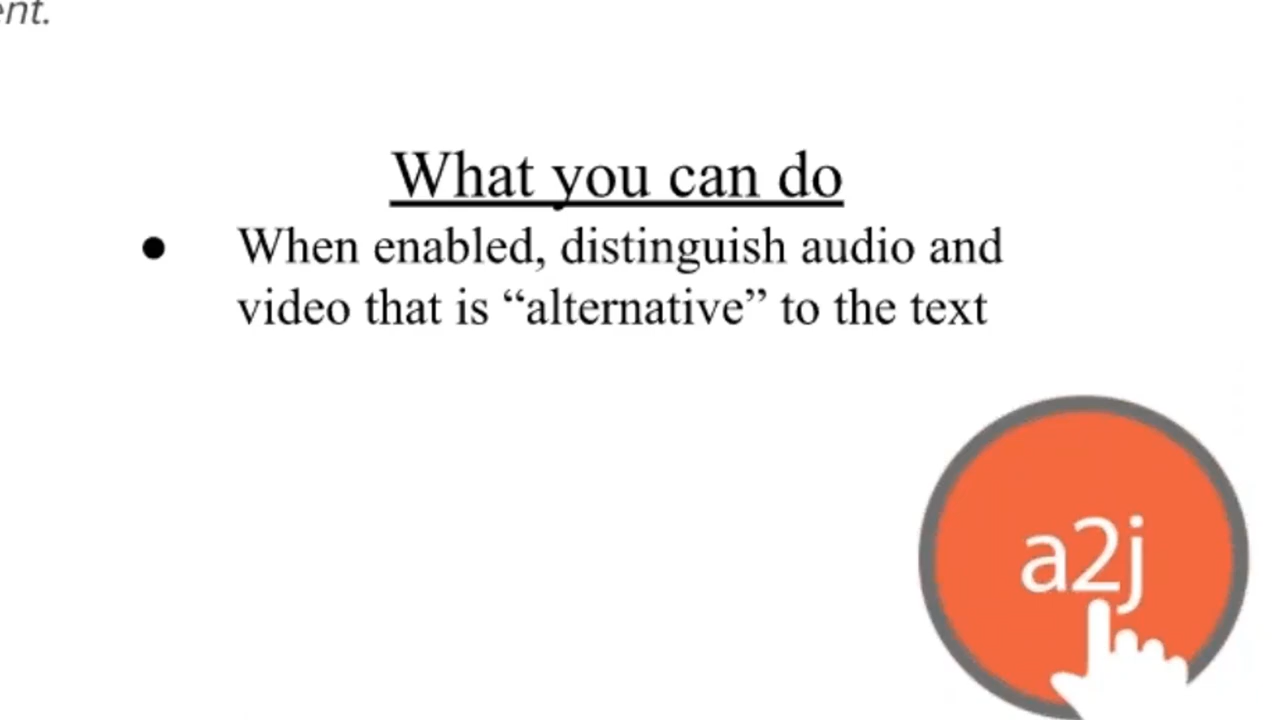 ent.
What you can do
● When enabled, distinguish audio and
video that is “alternative” to the text
a2j